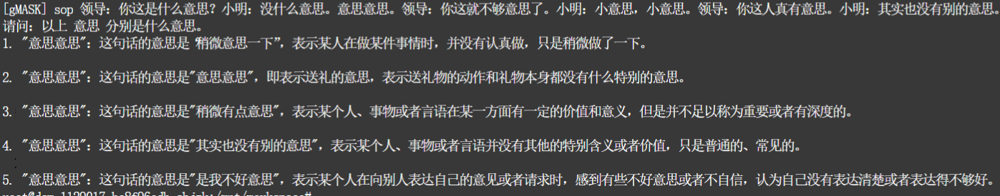 [gMASK] sop 领导：你这是什么意思？小明：没什么意思。意思意思。领导：你这就不够意思了。小明：小意思，小意思。领导：你这人真有意思。小明：其实也没有别的意思。
请问：以上 意思 分别是什么意思。
1. "意思意思"：这句话的意思是“稍微意思一下”，表示某人在做某件事情时，并没有认真做，只是稍微做了一下。
2. "意思意思"：这句话的意思是"意思意思"，即表示送礼的意思，表示送礼物的动作和礼物本身都没有什么特别的意思。
3. "意思意思"：这句话的意思是"稍微有点意思"，表示某个人、事物或者言语在某一方面有一定的价值和意义，但是并不足以称为重要或者有深度的。
4. "意思意思"：这句话的意思是"其实也没有别的意思"，表示某个人、事物或者言语并没有其他的特别含义或者价值，只是普通的、常见的。
5. "意思意思"：这句话的意思是"是我不好意思"，表示某个人在向别人表达自己的意见或者请求时，感到有些不好意思或者不自信，认为自己没有表达清楚或者表达得不够好。